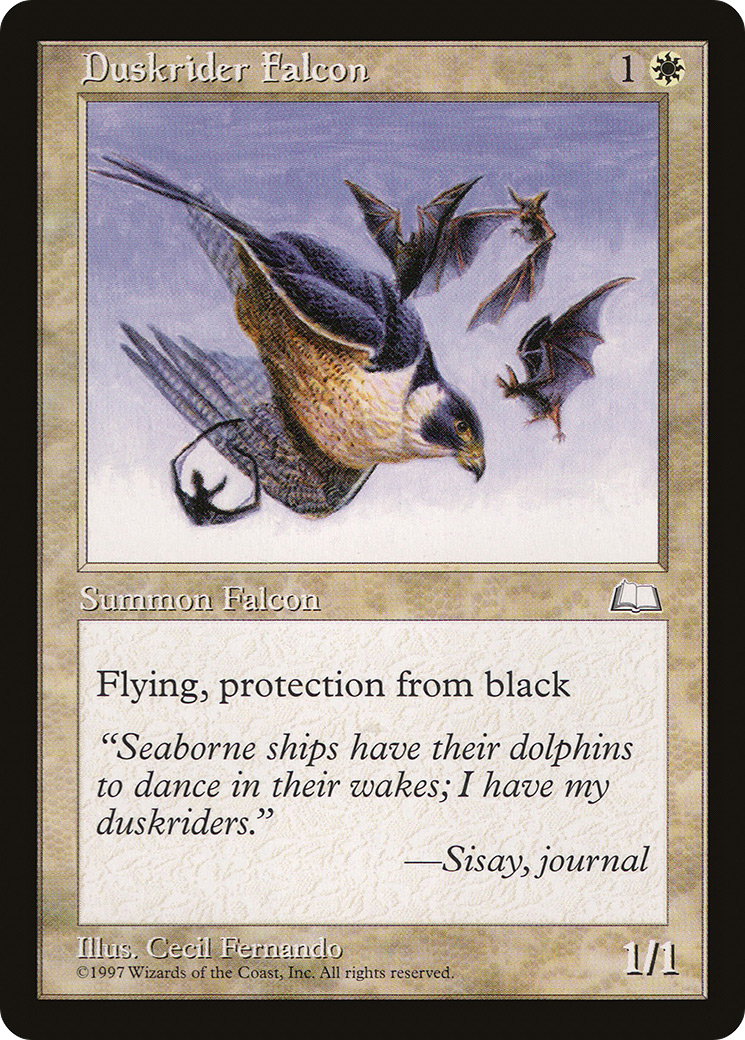 Duskrider Falcon 1
Summon Falcon
Flying, protection from black
“Seaborne ships have their dolphins
to dance in their wakes; I have my
duskriders.”
—Sisay, journal
Illus. Cecil Fernando
©1997 Wizards of the Coast, Inc. All rights reserved.
1/1